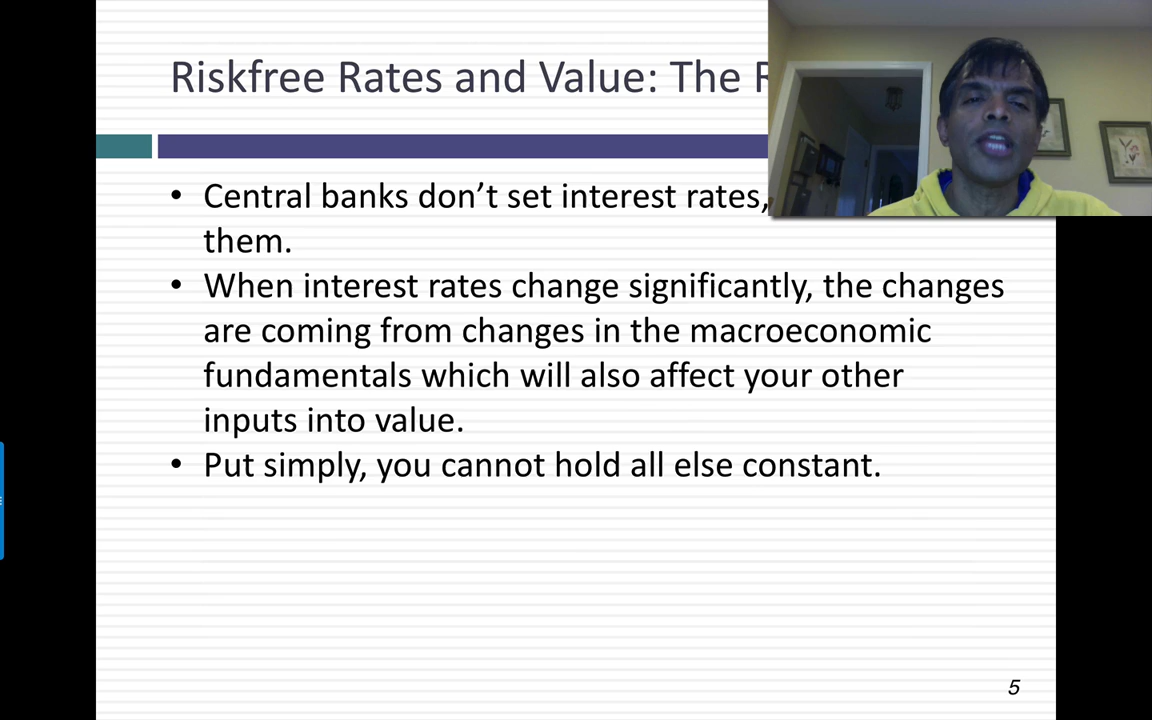 Riskfree Rates and Value: The
• Central banks don’t set interest rates,
them.
• When interest rates change significantly, the changes
are coming from changes in the macroeconomic
fundamentals which will also affect your other
inputs into value.
• Put simply, you cannot hold all else constant.
5